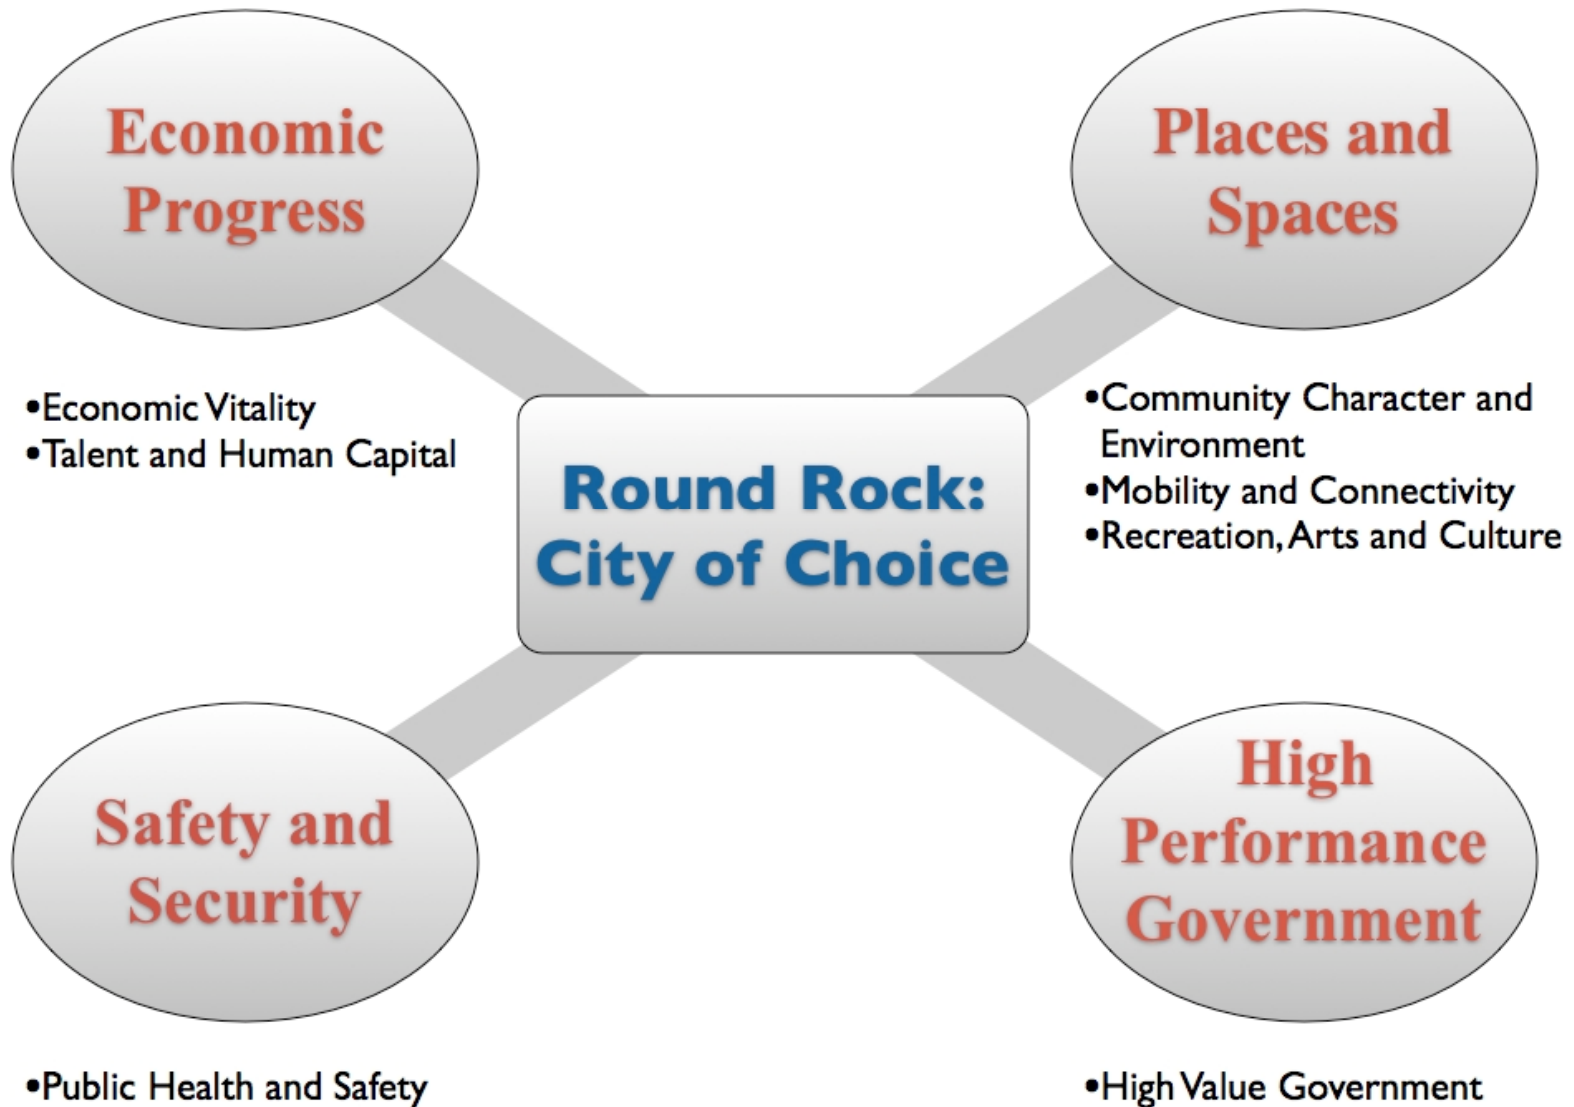 Economic
Progress
•Economic Vitality
•Talent and Human Capital
Places and
Spaces
•Community Character and
Environment
•Mobility and Connectivity
•Recreation, Arts and Culture
Round Rock:
City of Choice
Safety and
Security
•Public Health and Safety
High
Performance
Government
•High Value Government